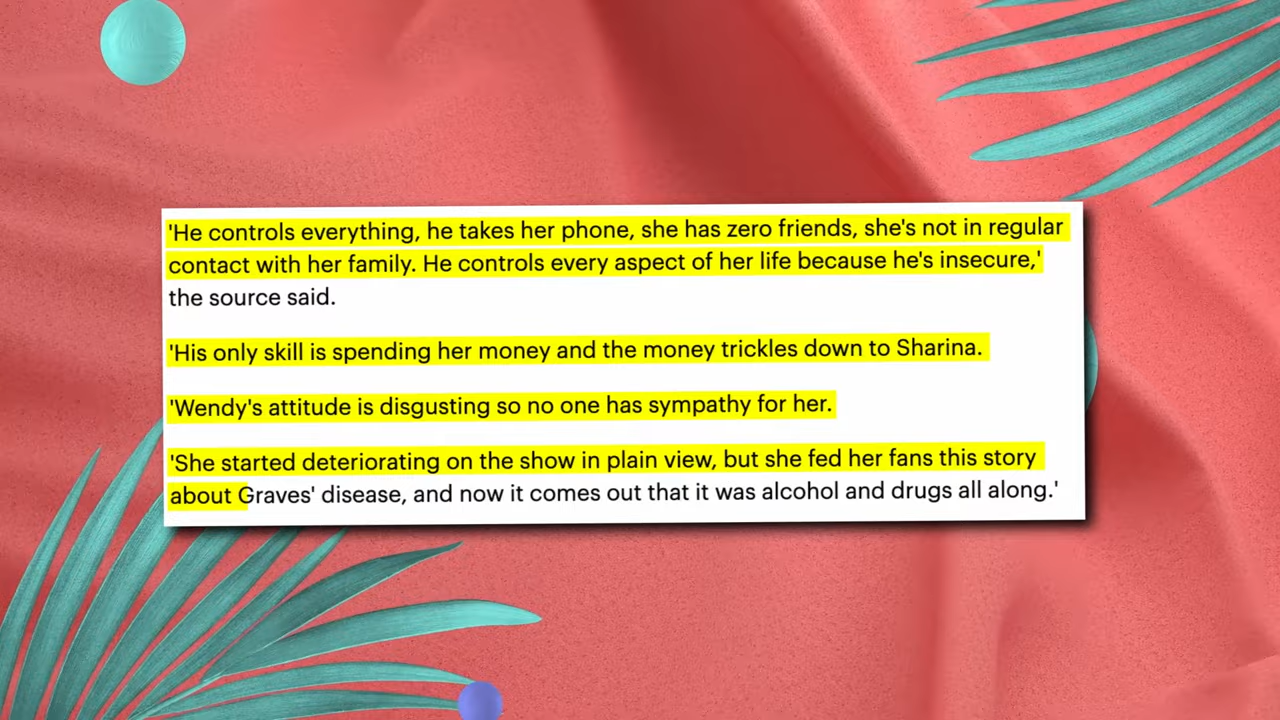 'He controls everything, he takes her phone, she has zero friends, she's not in regular
contact with her family. He controls every aspect of her life because he's insecure,'
the source said.
'His only skill is spending her money and the money trickles down to Sharina.
'Wendy's attitude is disgusting so no one has sympathy for her.
'She started deteriorating on the show in plain view, but she fed her fans this story
about Graves' disease, and now it comes out that it was alcohol and drugs all along.'